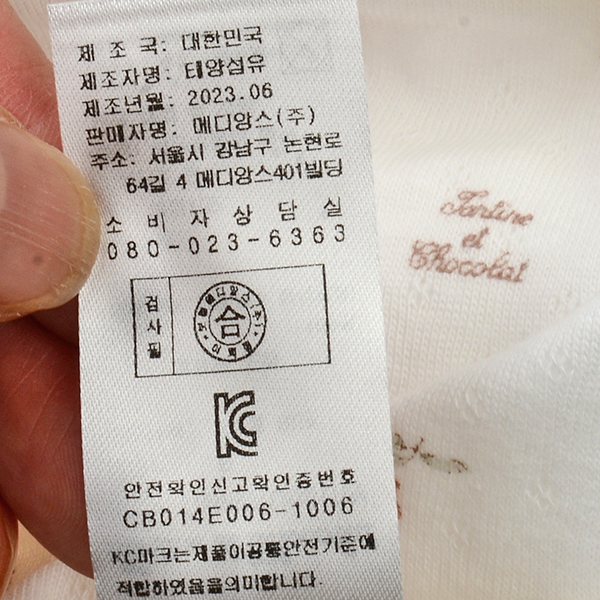 제 조 국: 대한민국
제조자명: 태양섬유
제조년월: 2023.06
판매자명: 메디앙스(주)
주소: 서울시 강남구 논현로
64길 4 메디앙스401빌딩
소 비 자 상 담 실
080-023-6363
검사필
합
KC
안전확인신고확인증번호
CB014E006-1006
KC마크는제품이공통안전기준에
적합하였음을의미합니다.
Tartine
et
Chocolat